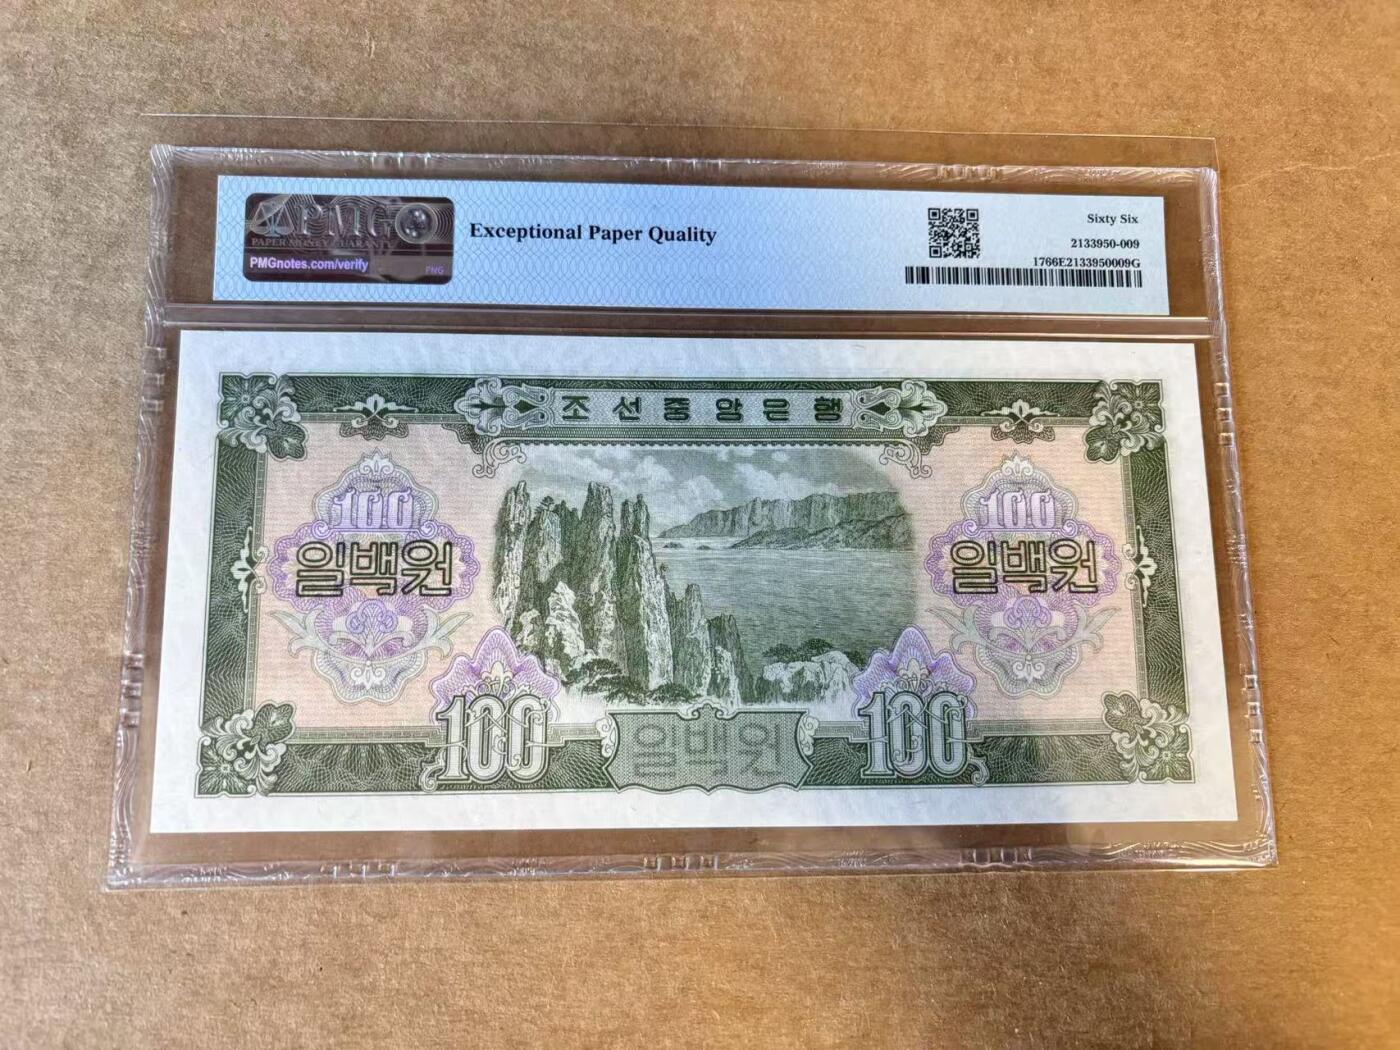 PMG
PAPER MONEY GUARANTY
PMGnotes.com/verify
PMG
Exceptional Paper Quality
Sixty Six
2133950-009
1766E2133950009G
조선중앙은행
100
일백원
100
일백원
100
일백원
100